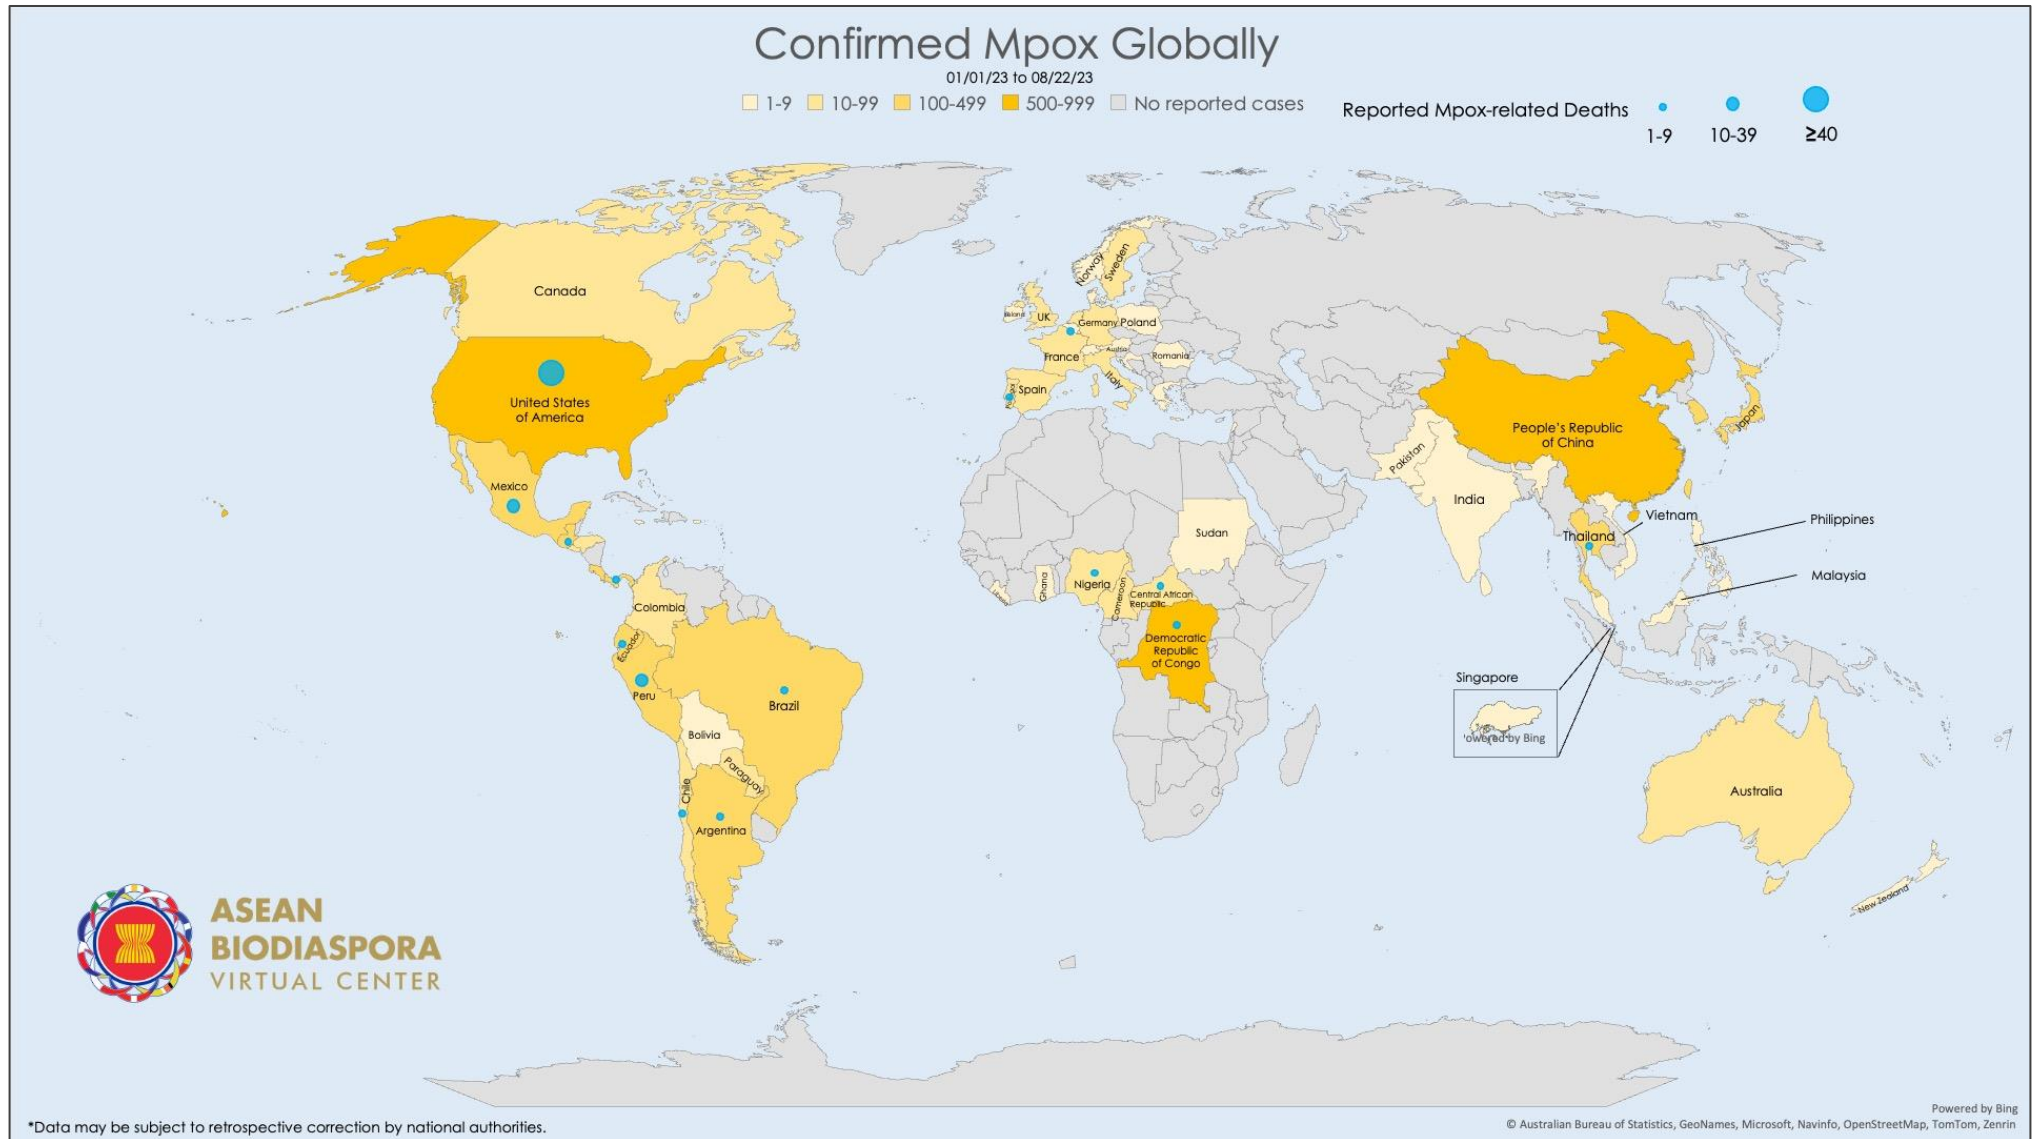 Confirmed Mpox Globally
01/01/23 to 08/22/23
1-9 10-99 100-499 500-999 No reported cases
Reported Mpox-related Deaths
1-9 10-39 ≥40
Canada
United States
of America
Mexico
Colombia
Ecuador
Peru
Brazil
Bolivia
Paraguay
Chile
Argentina
Norway
Sweden
UK
Germany
Poland
France
Austria
Romania
Italy
Spain
Sudan
Ghana
Nigeria
Cameroon
Central African
Republic
Democratic
Republic
of Congo
Pakistan
India
People's Republic
of China
Japan
Vietnam
Thailand
Philippines
Malaysia
Singapore
owered by Bing
Australia
New Zealand
ASEAN
BIODIASPORA
VIRTUAL CENTER
*Data may be subject to retrospective correction by national authorities.
Powered by Bing
© Australian Bureau of Statistics, GeoNames, Microsoft, Navinfo, OpenStreetMap, TomTom, Zenrin